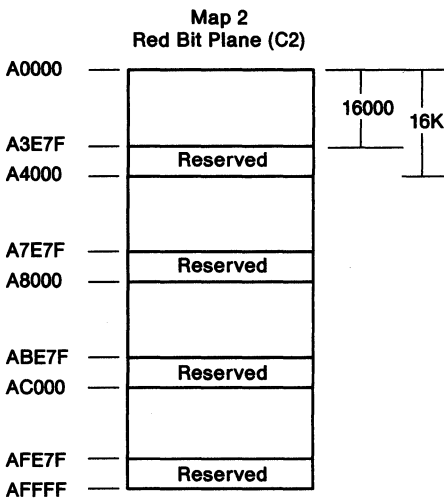 Map 2
Red Bit Plane (C2)
A0000
16000
16K
A3E7F
Reserved
A4000
A7E7F
Reserved
A8000
ABE7F
Reserved
AC000
AFE7F
Reserved
AFFFF